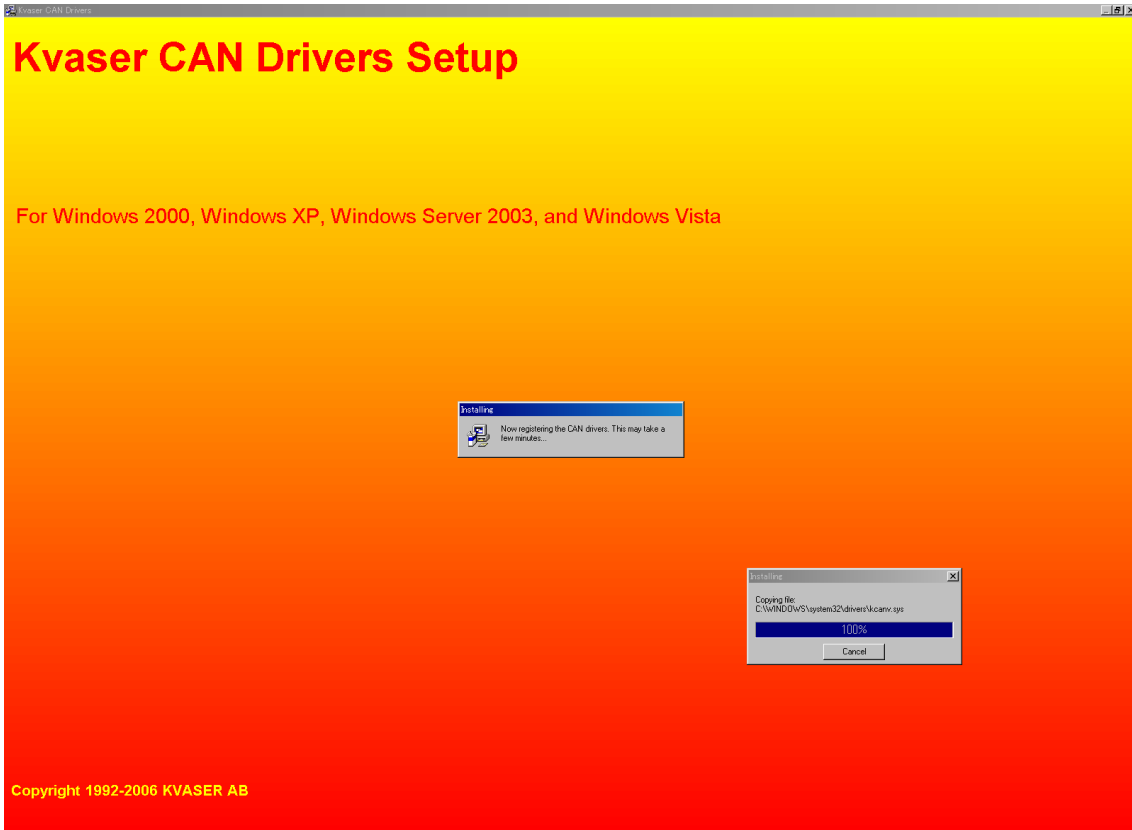 Kvaser CAN Drivers
Kvaser CAN Drivers Setup
For Windows 2000, Windows XP, Windows Server 2003, and Windows Vista
Installing
Now registering the CAN drivers. This may take a
few minutes...
Installing
Copying file:
C:\WINDOWS\system32\drivers\kcanv.sys
100%
Cancel
Copyright 1992-2006 KVASER AB